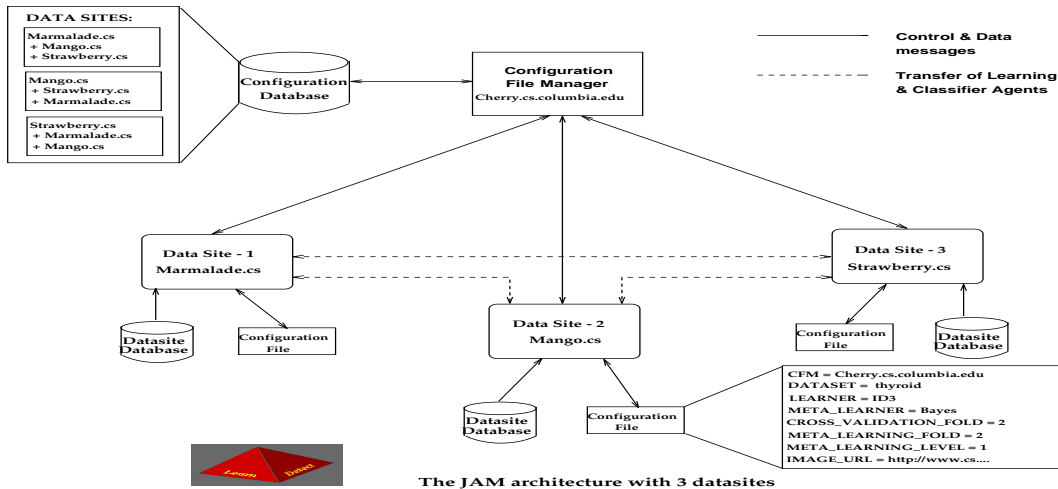 DATA SITES:
Marmalade.cs
+ Mango.cs
+ Strawberry.cs
Mango.cs
+ Strawberry.cs
+ Marmalade.cs
Strawberry.cs
+ Marmalade.cs
+ Mango.cs
Configuration
Database
Configuration
File Manager
Cherry.cs.columbia.edu
Control & Data
messages
Transfer of Learning
& Classifier Agents
Data Site - 1
Marmalade.cs
Data Site - 3
Strawberry.cs
Data Site - 2
Mango.cs
Datasite
Database
Configuration
File
Configuration
File
Datasite
Database
Datasite
Database
Configuration
File
CFM = Cherry.cs.columbia.edu
DATASET = thyroid
LEARNER = ID3
META_LEARNER = Bayes
CROSS_VALIDATION_FOLD = 2
META_LEARNING_FOLD = 2
META_LEARNING_LEVEL = 1
IMAGE_URL = http://www.cs....
Learn
Detect
The JAM architecture with 3 datasites